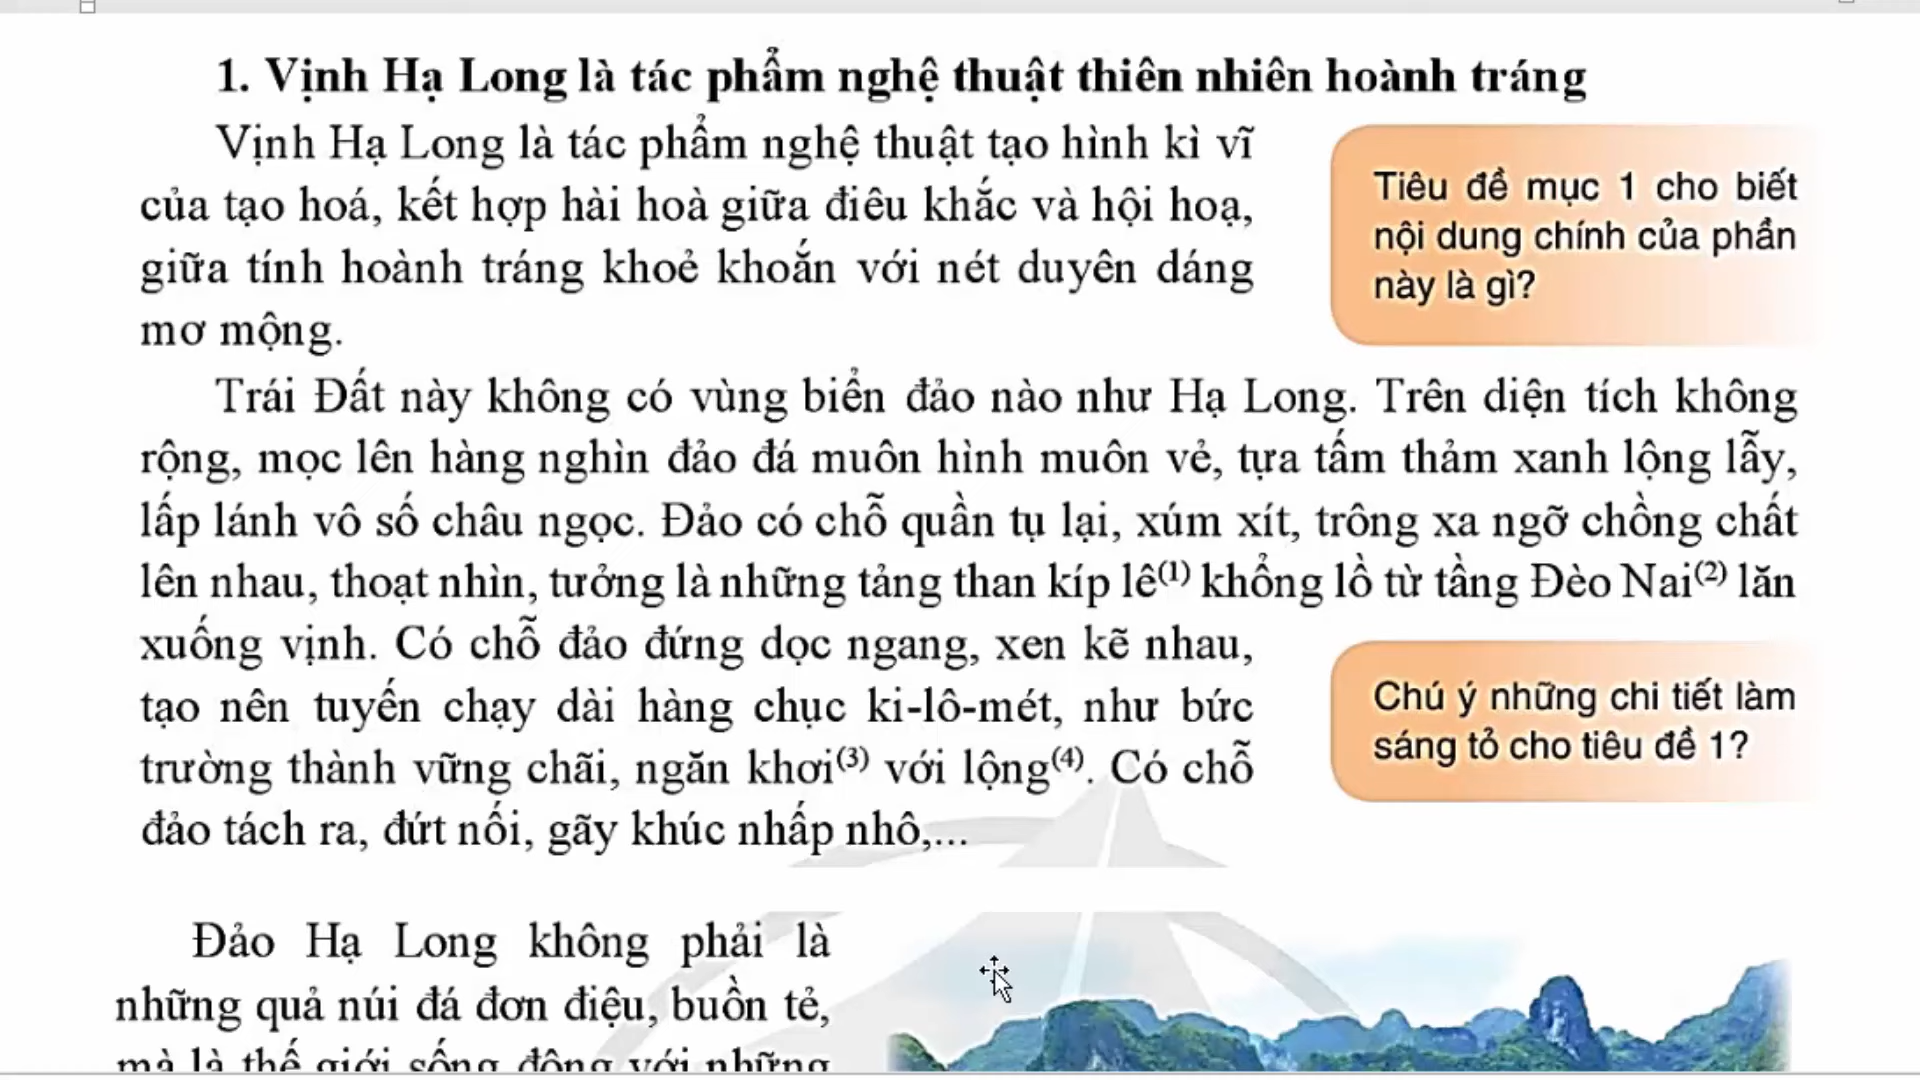 1. Vịnh Hạ Long là tác phẩm nghệ thuật thiên nhiên hoành tráng
Vịnh Hạ Long là tác phẩm nghệ thuật tạo hình kì vĩ
của tạo hoá, kết hợp hài hoà giữa điêu khắc và hội hoạ,
giữa tính hoành tráng khoẻ khoắn với nét duyên dáng
mơ mộng.
Tiêu đề mục 1 cho biết
nội dung chính của phần
này là gì?
Trái Đất này không có vùng biển đảo nào như Hạ Long. Trên diện tích không
rộng, mọc lên hàng nghìn đảo đá muôn hình muôn vẻ, tựa tấm thảm xanh lộng lẫy,
lấp lánh vô số châu ngọc. Đảo có chỗ quần tụ lại, xúm xít, trông xa ngỡ chồng chất
lên nhau, thoạt nhìn, tưởng là những tảng than kíp lê(1) khổng lồ từ tầng Đèo Nai(2) lăn
xuống vịnh. Có chỗ đảo đứng dọc ngang, xen kẽ nhau,
tạo nên tuyến chạy dài hàng chục ki-lô-mét, như bức
trường thành vững chãi, ngăn khơi(3) với lộng(4). Có chỗ
đảo tách ra, đứt nối, gãy khúc nhấp nhô,...
Chú ý những chi tiết làm
sáng tỏ cho tiêu đề 1?
Đảo Hạ Long không phải là
những quả núi đá đơn điệu, buồn tẻ,
mà là thế giới sống động với những